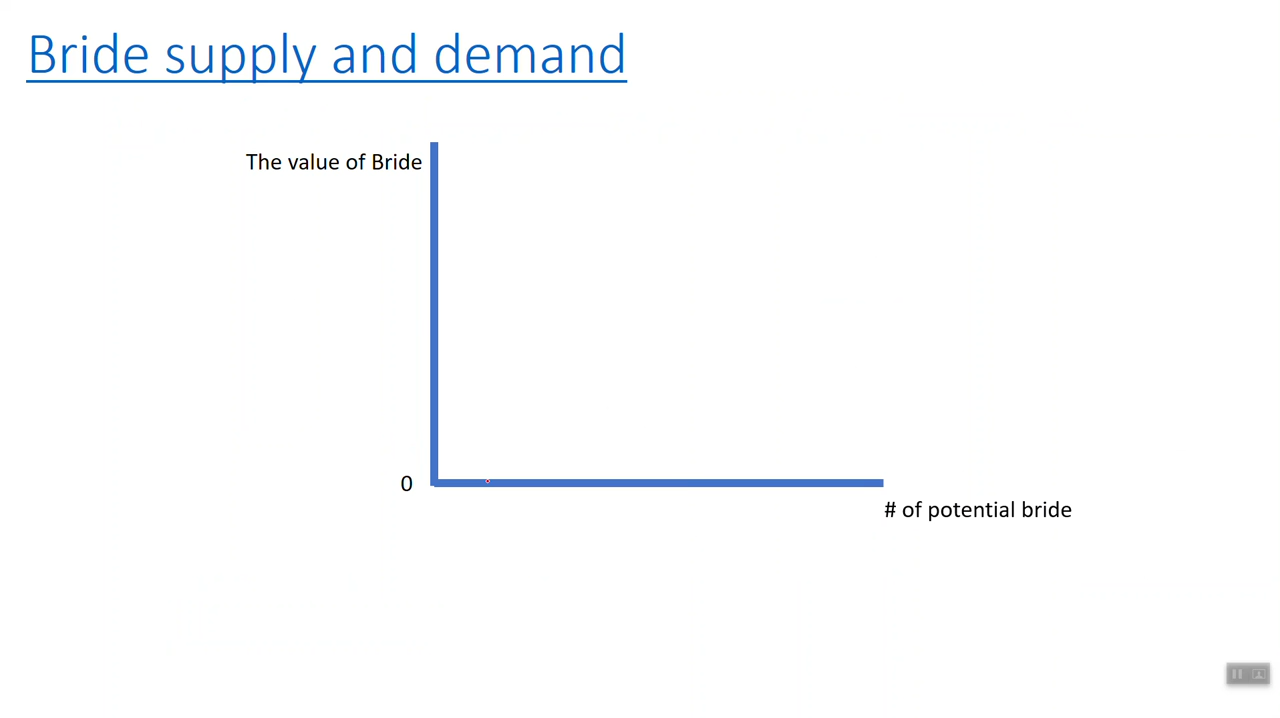 Bride supply and demand
The value of Bride
0
# of potential bride